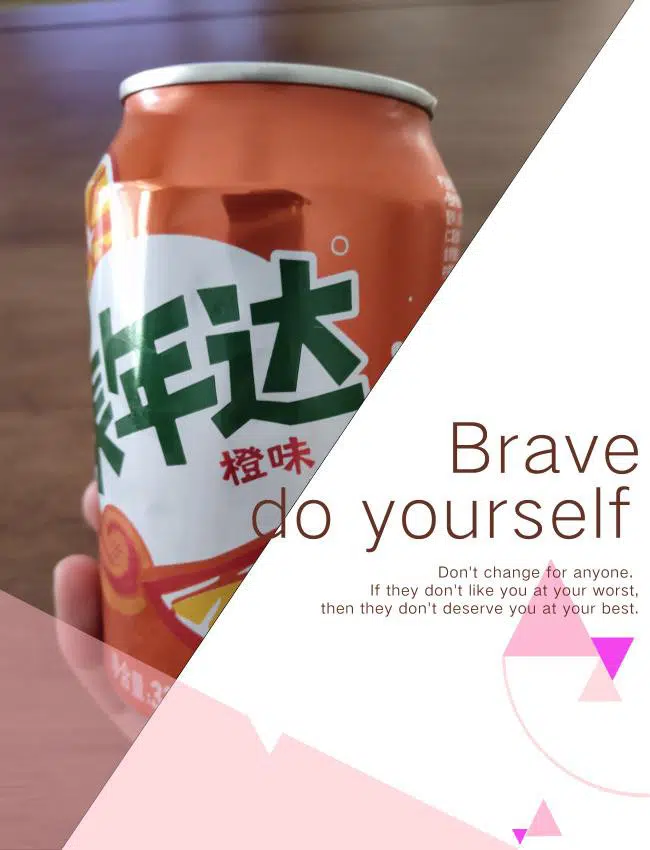 美年达
橙味
Brave
do yourself
Don't change for anyone.
If they don't like you at your worst,
then they don't deserve you at your best.